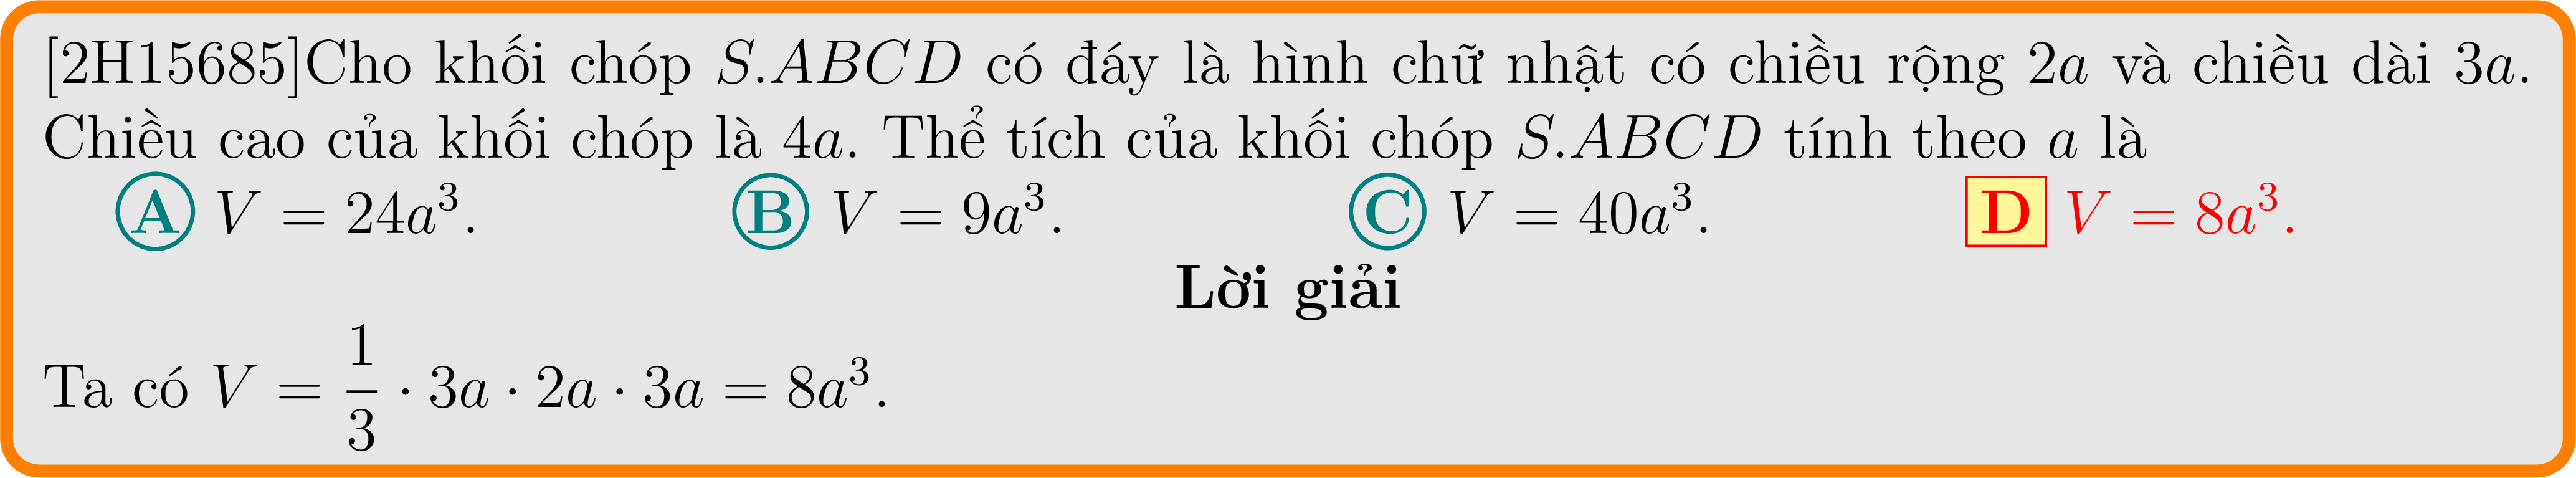 [2H15685]Cho khối chóp S.ABCD có đáy là hình chữ nhật có chiều rộng 2a và chiều dài 3a.
Chiều cao của khối chóp là 4a. Thể tích của khối chóp S.ABCD tính theo a là
A V = 24a³. B V = 9a³. C V = 40a³. D V = 8a³.
Lời giải
Ta có V = 1/3 · 3a · 2a · 3a = 8a³.